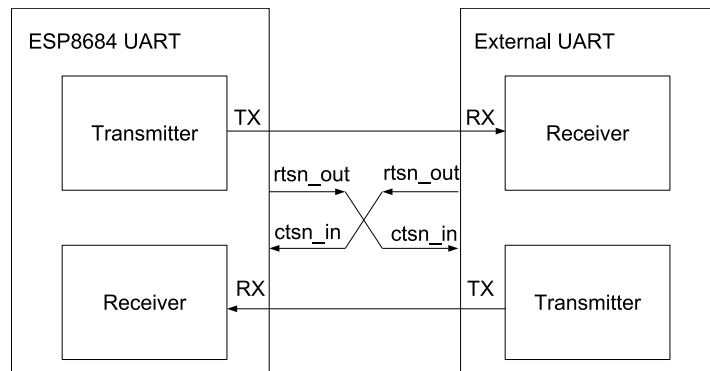 ESP8684 UART
External UART
Transmitter
TX
RX
Receiver
rtsn_out
rtsn_out
ctsn_in
ctsn_in
Receiver
RX
TX
Transmitter